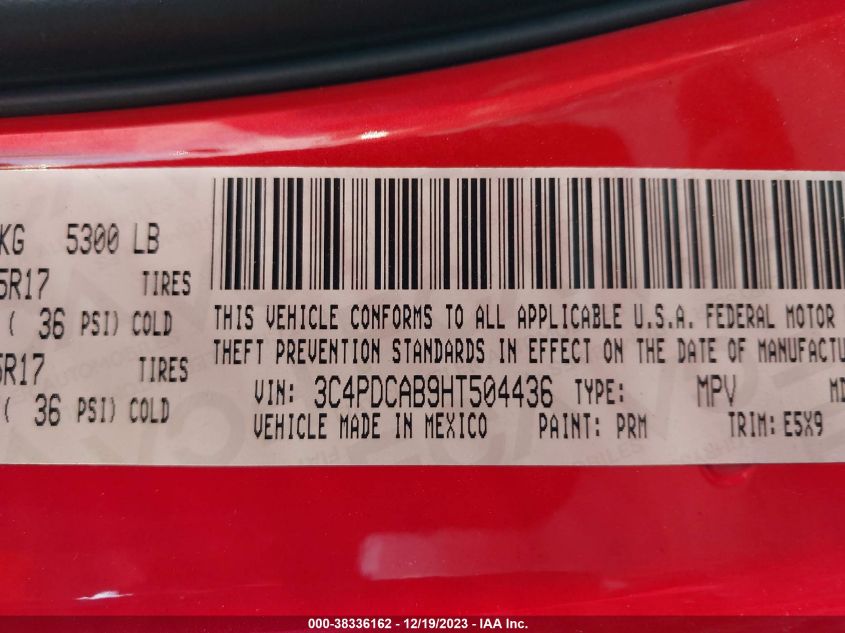 KG 5300 LB
5R17 TIRES
( 36 PSI) COLD
5R17 TIRES
( 36 PSI) COLD
THIS VEHICLE CONFORMS TO ALL APPLICABLE U.S.A. FEDERAL MOTOR
THEFT PREVENTION STANDARDS IN EFFECT ON THE DATE OF MANUFACTU
VIN: 3C4PDCAB9HT504436 TYPE: MPV MD
VEHICLE MADE IN MEXICO PAINT: PRM TRIM: E5X9
000-38336162 - 12/19/2023 - IAA Inc.